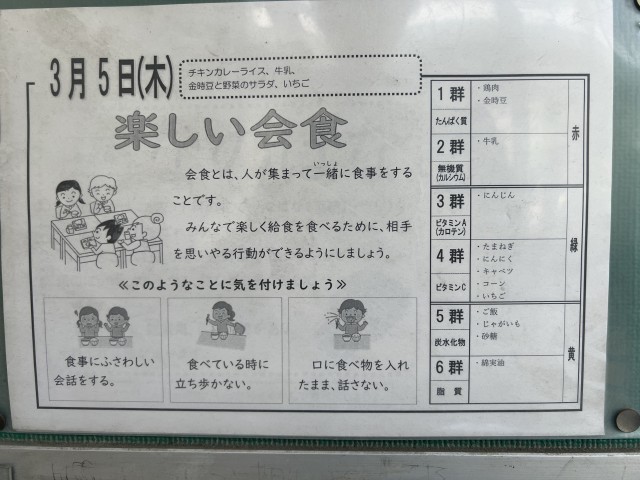 3月 5日(木)
チキンカレーライス、牛乳、
金時豆と野菜のサラダ、いちご
楽しい会食
いっしょ
会食とは、人が集まって一緒に食事をする
ことです。
みんなで楽しく給食を食べるために、相手
を思いやる行動ができるようにしましょう。
≪このようなことに気を付けましょう≫
食事にふさわしい
会話をする。
食べている時に
立ち歩かない。
口に食べ物を入れ
たまま、話さない。
1群
たんぱく質
・鶏肉
・金時豆
2群
無機質
(カルシウム)
・牛乳
赤
3群
ビタミンA
(カロテン)
・にんじん
4群
ビタミンC
・たまねぎ
・にんにく
・キャベツ
・コーン
・いちご
緑
5群
炭水化物
・ご飯
・じゃがいも
・砂糖
6群
脂質
・綿実油
黄